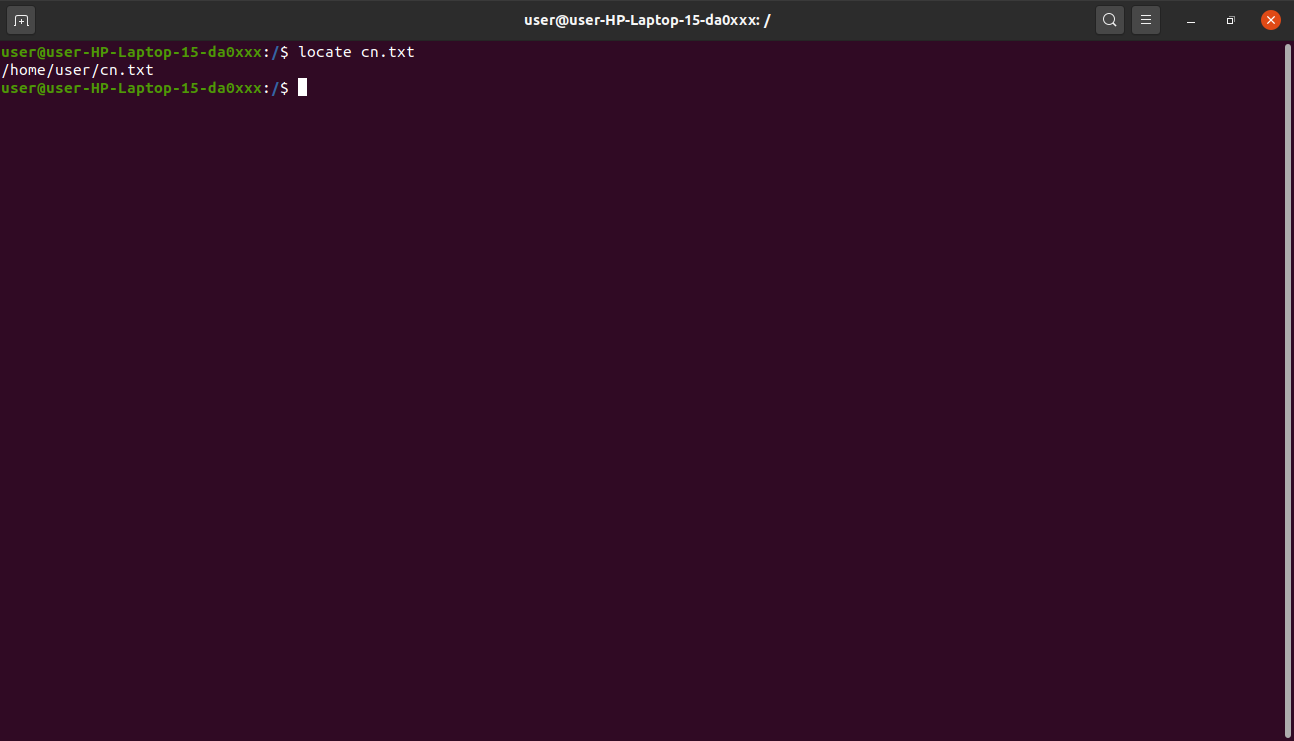 user@user-HP-Laptop-15-da0xxx: /
user@user-HP-Laptop-15-da0xxx:/$ locate cn.txt
/home/user/cn.txt
user@user-HP-Laptop-15-da0xxx:/$